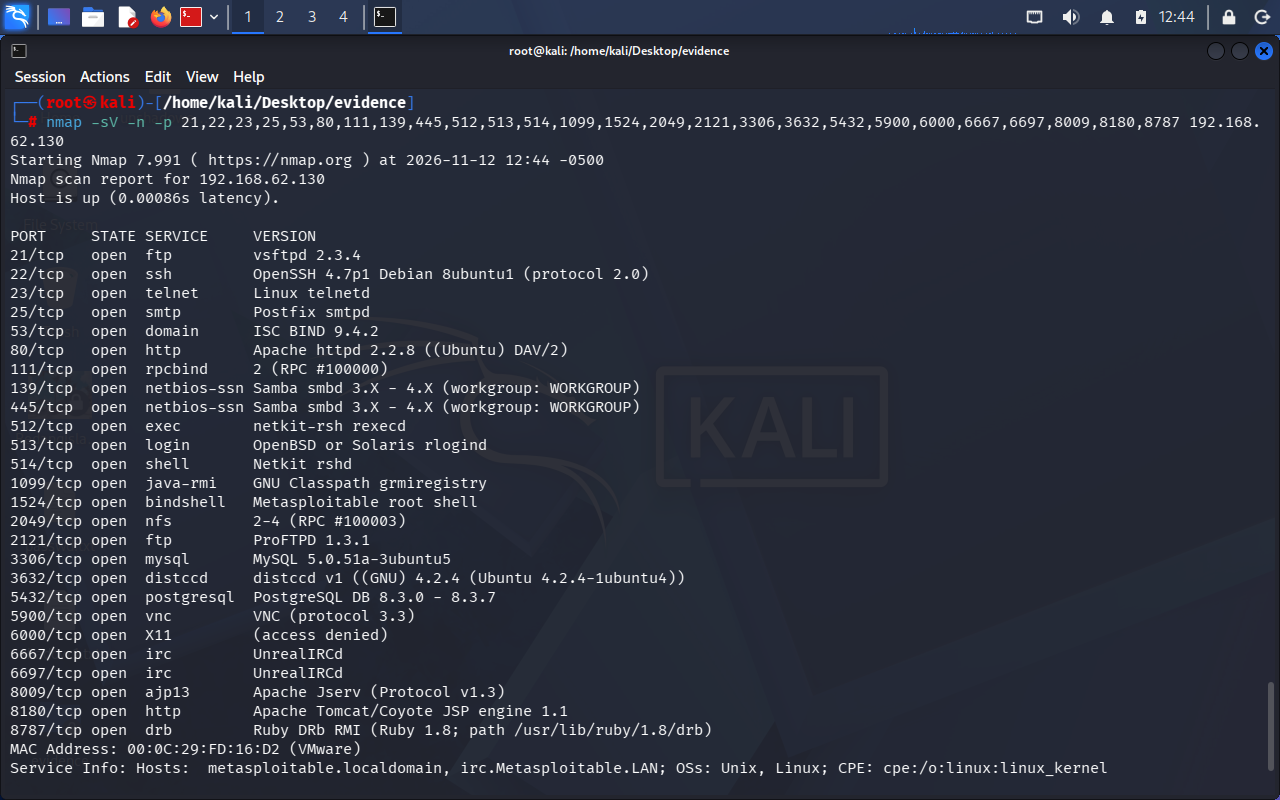 1 2 3 4 12:44
root@kali: /home/kali/Desktop/evidence
Session Actions Edit View Help
┌──(root㉿kali)-[/home/kali/Desktop/evidence]
└─# nmap -sV -n -p 21,22,23,25,53,80,111,139,445,512,513,514,1099,1524,2049,2121,3306,3632,5432,5900,6000,6667,6697,8009,8180,8787 192.168.
62.130
Starting Nmap 7.991 ( https://nmap.org ) at 2026-11-12 12:44 -0500
Nmap scan report for 192.168.62.130
Host is up (0.00086s latency).
PORT     STATE SERVICE     VERSION
21/tcp   open  ftp         vsftpd 2.3.4
22/tcp   open  ssh         OpenSSH 4.7p1 Debian 8ubuntu1 (protocol 2.0)
23/tcp   open  telnet      Linux telnetd
25/tcp   open  smtp        Postfix smtpd
53/tcp   open  domain      ISC BIND 9.4.2
80/tcp   open  http        Apache httpd 2.2.8 ((Ubuntu) DAV/2)
111/tcp  open  rpcbind     2 (RPC #100000)
139/tcp  open  netbios-ssn Samba smbd 3.X - 4.X (workgroup: WORKGROUP)
445/tcp  open  netbios-ssn Samba smbd 3.X - 4.X (workgroup: WORKGROUP)
512/tcp  open  exec        netkit-rsh rexecd
513/tcp  open  login       OpenBSD or Solaris rlogind
514/tcp  open  shell       Netkit rshd
1099/tcp open  java-rmi    GNU Classpath grmiregistry
1524/tcp open  bindshell   Metasploitable root shell
2049/tcp open  nfs         2-4 (RPC #100003)
2121/tcp open  ftp         ProFTPD 1.3.1
3306/tcp open  mysql       MySQL 5.0.51a-3ubuntu5
3632/tcp open  distccd     distccd v1 ((GNU) 4.2.4 (Ubuntu 4.2.4-1ubuntu4))
5432/tcp open  postgresql  PostgreSQL DB 8.3.0 - 8.3.7
5900/tcp open  vnc         VNC (protocol 3.3)
6000/tcp open  X11         (access denied)
6667/tcp open  irc         UnrealIRCd
6697/tcp open  irc         UnrealIRCd
8009/tcp open  ajp13       Apache Jserv (Protocol v1.3)
8180/tcp open  http        Apache Tomcat/Coyote JSP engine 1.1
8787/tcp open  drb         Ruby DRb RMI (Ruby 1.8; path /usr/lib/ruby/1.8/drb)
MAC Address: 00:0C:29:FD:16:D2 (VMware)
Service Info: Hosts:  metasploitable.localdomain, irc.Metasploitable.LAN; OSs: Unix, Linux; CPE: cpe:/o:linux:linux_kernel
KALI
File System